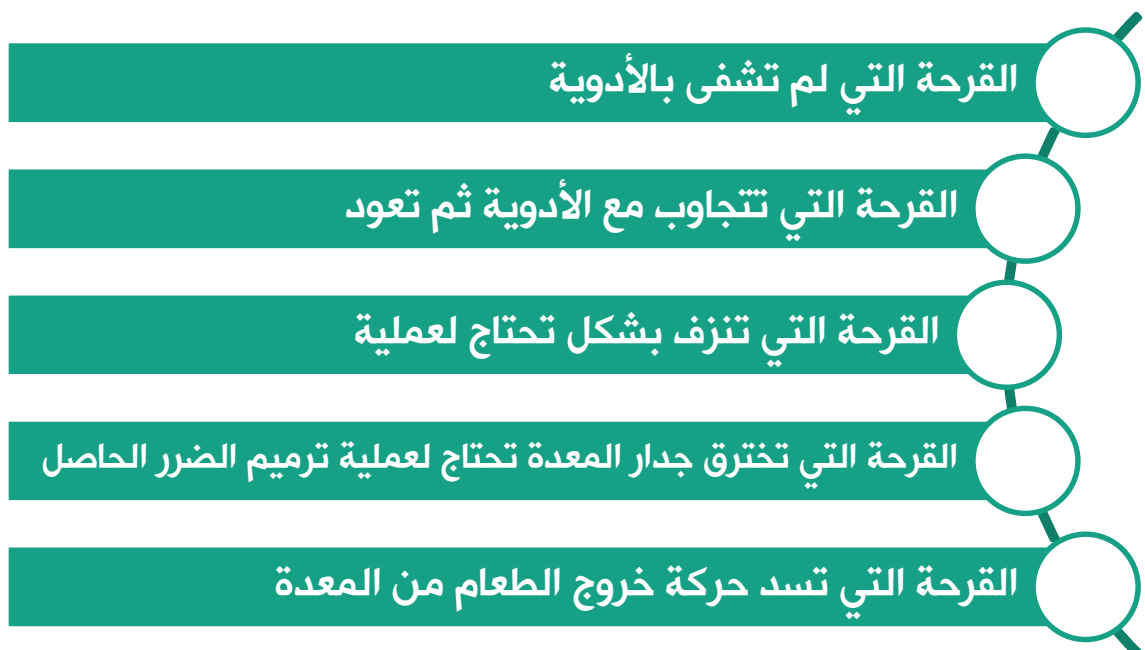 القرحة التي لم تشفى بالأدوية
القرحة التي تتجاوب مع الأدوية ثم تعود
القرحة التي تنزف بشكل تحتاج لعملية
القرحة التي تخترق جدار المعدة تحتاج لعملية ترميم الضرر الحاصل
القرحة التي تسد حركة خروج الطعام من المعدة